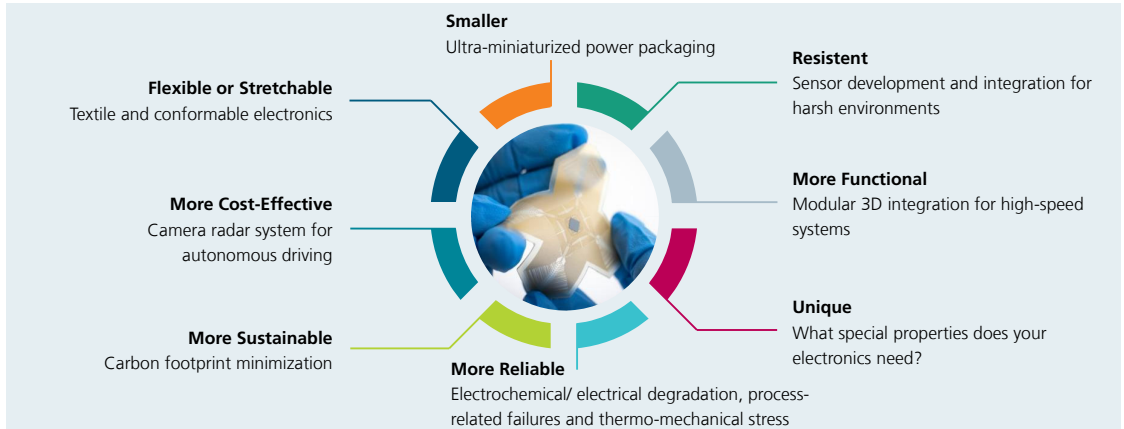 Smaller
Ultra-miniaturized power packaging
Resistent
Sensor development and integration for
harsh environments
More Functional
Modular 3D integration for high-speed
systems
Unique
What special properties does your
electronics need?
More Reliable
Electrochemical/ electrical degradation, process-
related failures and thermo-mechanical stress
More Sustainable
Carbon footprint minimization
More Cost-Effective
Camera radar system for
autonomous driving
Flexible or Stretchable
Textile and conformable electronics